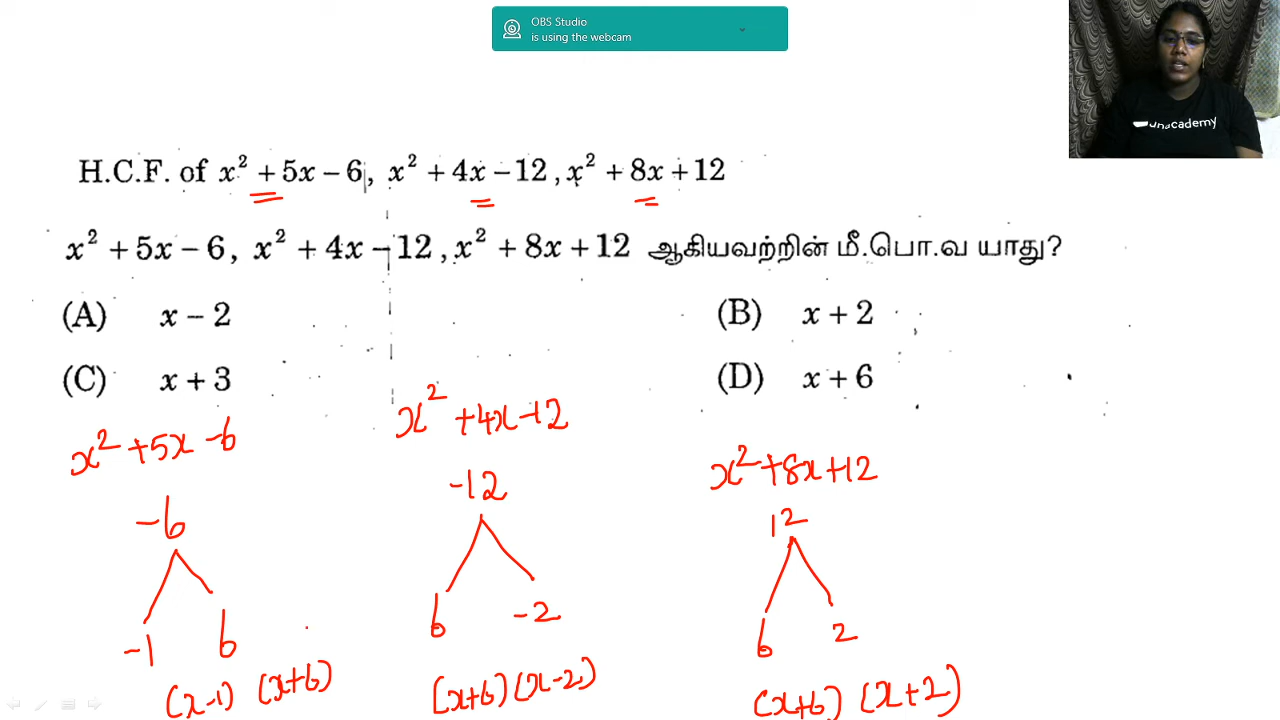 OBS Studio
is using the webcam
unacademy
H.C.F. of x² + 5x − 6, x² + 4x − 12, x² + 8x + 12
x² + 5x − 6, x² + 4x − 12, x² + 8x + 12 ஆகியவற்றின் மீ.பொ.வ யாது?
(A) x − 2
(B) x + 2
(C) x + 3
(D) x + 6
x² +5x −6
−6
−1 6
(x−1) (x+6)
x² +4x−12
−12
6 −2
(x+6) (x−2)
x²+8x+12
12
6 2
(x+6) (x+2)